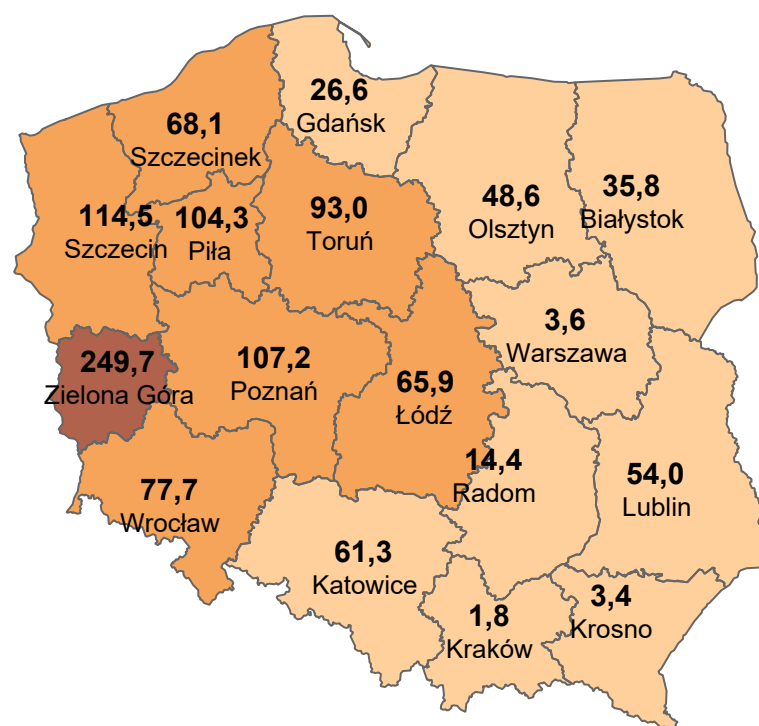 26,6
Gdańsk
68,1
Szczecinek
48,6
Olsztyn
35,8
Białystok
114,5
Szczecin
104,3
Piła
93,0
Toruń
3,6
Warszawa
249,7
Zielona Góra
107,2
Poznań
65,9
Łódź
14,4
Radom
54,0
Lublin
77,7
Wrocław
61,3
Katowice
1,8
Kraków
3,4
Krosno